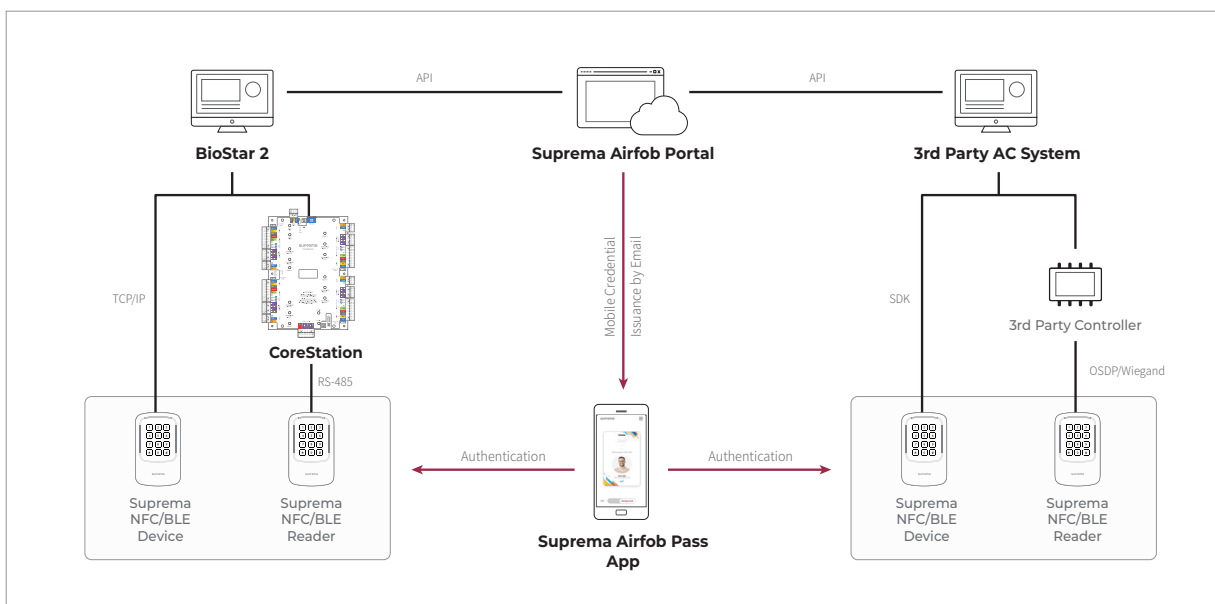 API
API
BioStar 2
Suprema Airfob Portal
3rd Party AC System
suprema
Mobile Credential
Issuance by Email
TCP/IP
SDK
3rd Party Controller
CoreStation
RS-485
OSDP/Wiegand
Authentication
Authentication
Suprema
NFC/BLE
Device
Suprema
NFC/BLE
Reader
Suprema Airfob Pass
App
Suprema
NFC/BLE
Device
Suprema
NFC/BLE
Reader